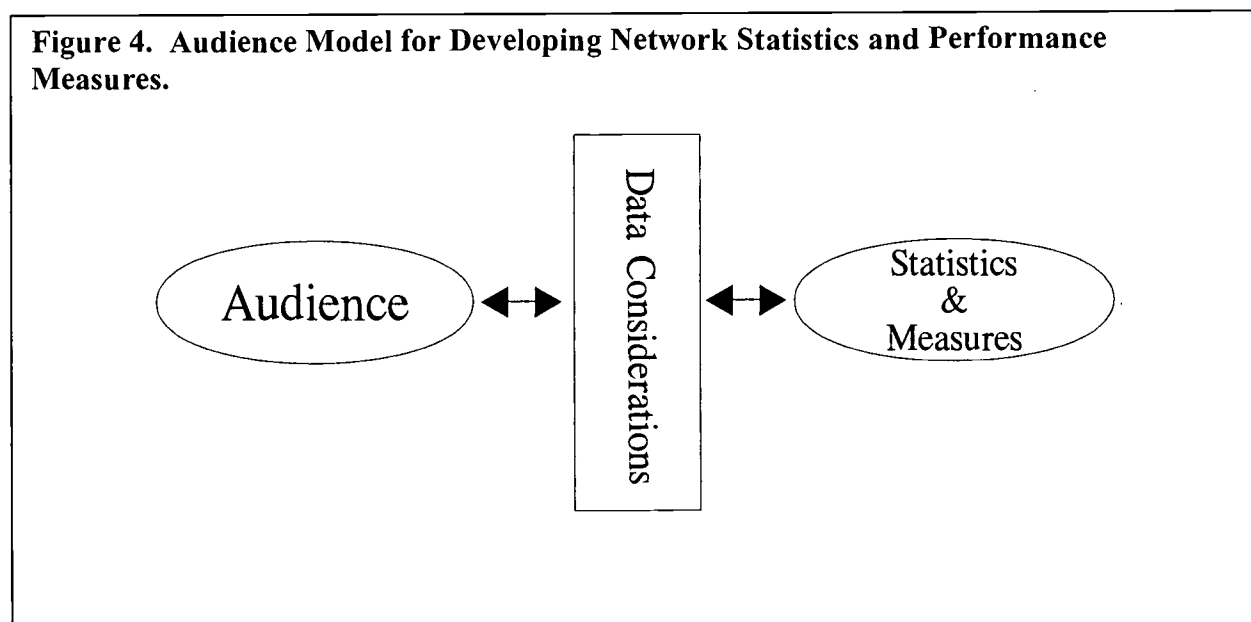 Figure 4. Audience Model for Developing Network Statistics and Performance
Measures.
Audience
Data Considerations
Statistics
&
Measures